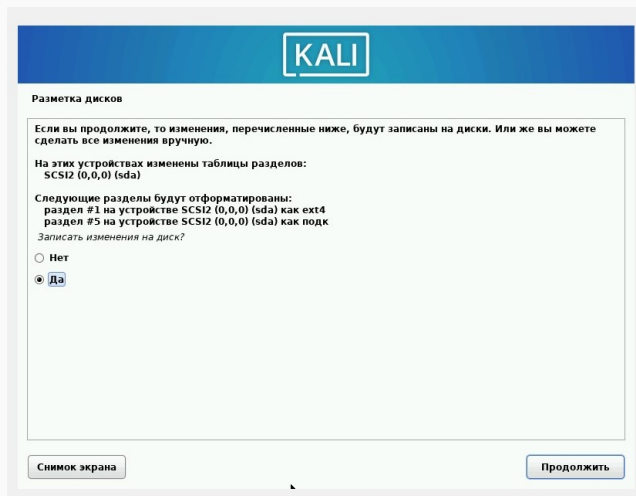 KALI
Разметка дисков
Если вы продолжите, то изменения, перечисленные ниже, будут записаны на диски. Или же вы можете
сделать все изменения вручную.
На этих устройствах изменены таблицы разделов:
SCSI2 (0,0,0) (sda)
Следующие разделы будут отформатированы:
раздел #1 на устройстве SCSI2 (0,0,0) (sda) как ext4
раздел #5 на устройстве SCSI2 (0,0,0) (sda) как подк
Записать изменения на диск?
Нет
Да
Снимок экрана
Продолжить